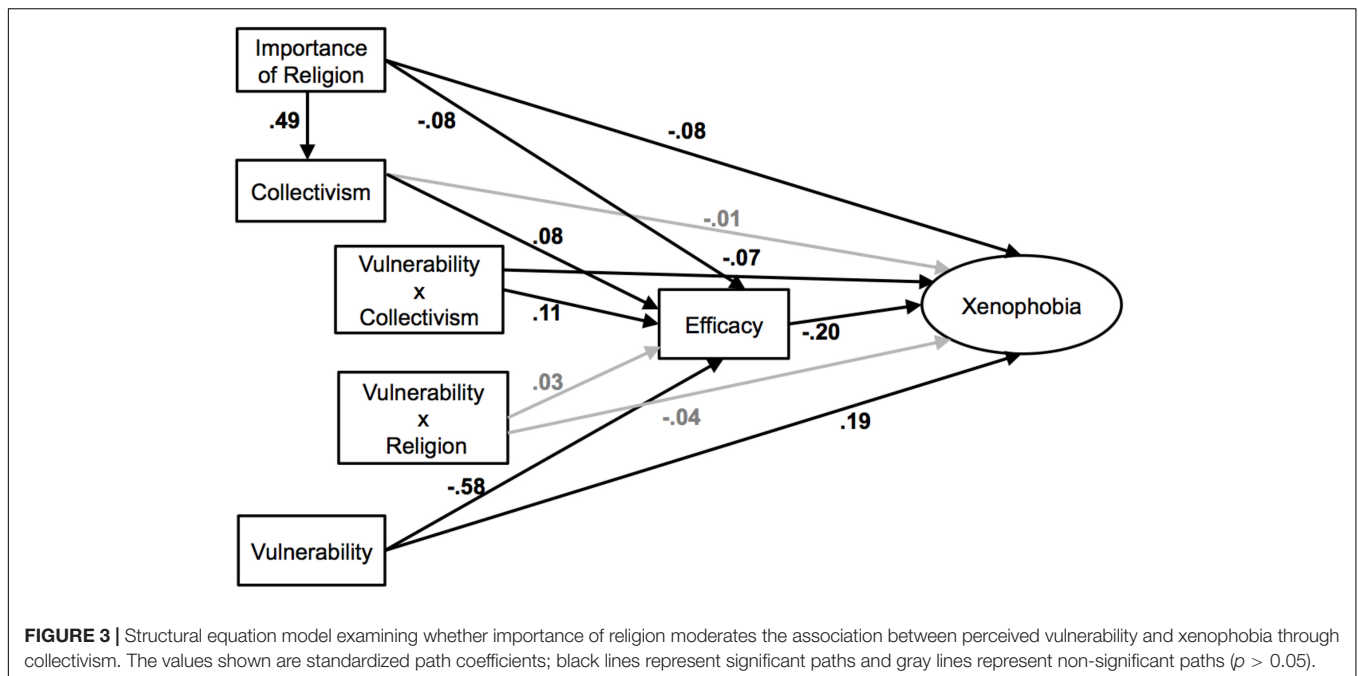 Importance
of Religion
.49
-.08
-.08
Collectivism
-.01
.08
-.07
Vulnerability
x
Collectivism
.11
Efficacy
-.20
Xenophobia
.03
Vulnerability
x
Religion
-.04
.19
-.58
Vulnerability
FIGURE 3 | Structural equation model examining whether importance of religion moderates the association between perceived vulnerability and xenophobia through
collectivism. The values shown are standardized path coefficients; black lines represent significant paths and gray lines represent non-significant paths (p > 0.05).